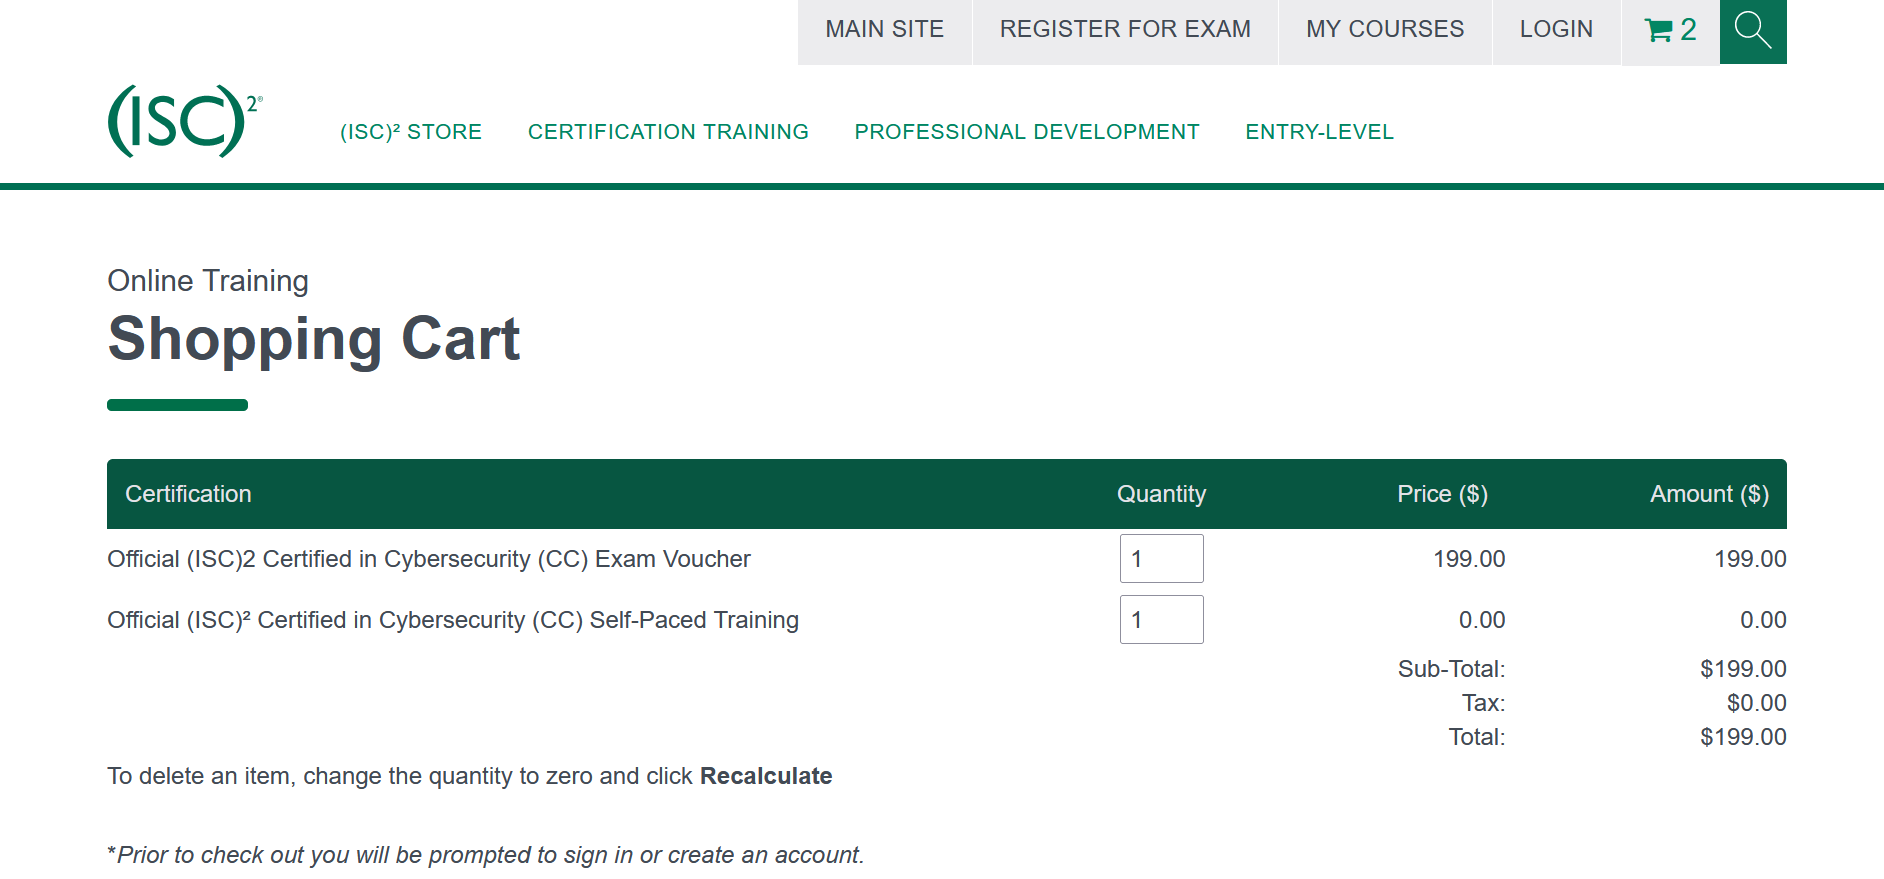 MAIN SITE REGISTER FOR EXAM MY COURSES LOGIN 2
(ISC)2®
(ISC)² STORE CERTIFICATION TRAINING PROFESSIONAL DEVELOPMENT ENTRY-LEVEL
Online Training
Shopping Cart
Certification Quantity Price ($) Amount ($)
Official (ISC)2 Certified in Cybersecurity (CC) Exam Voucher 1 199.00 199.00
Official (ISC)² Certified in Cybersecurity (CC) Self-Paced Training 1 0.00 0.00
Sub-Total: $199.00
Tax: $0.00
Total: $199.00
To delete an item, change the quantity to zero and click Recalculate
*Prior to check out you will be prompted to sign in or create an account.